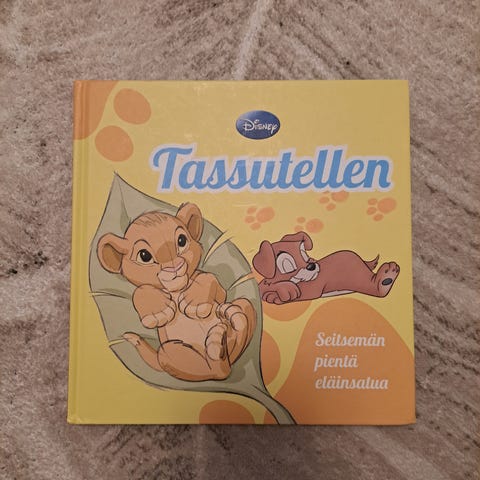 Disney
Tassutellen
Seitsemän
pientä
eläinsatua